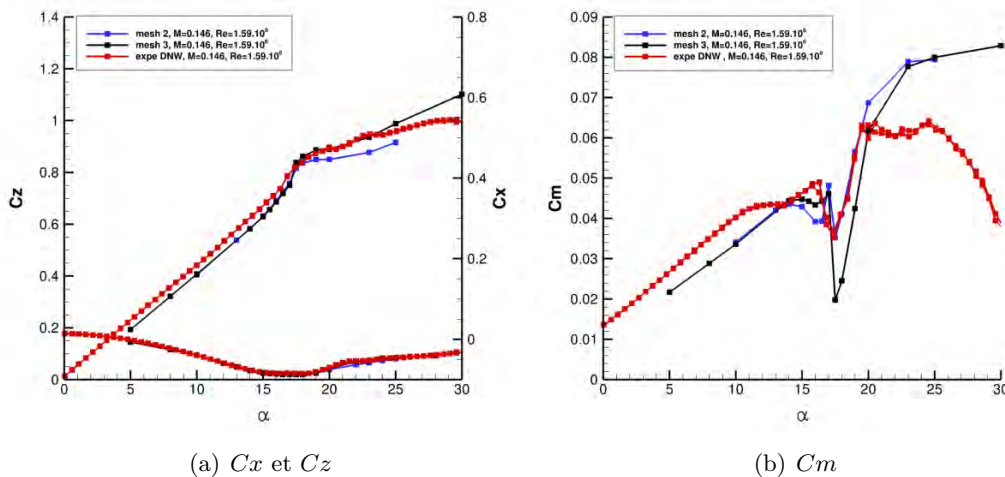 mesh 2, M=0.146, Re=1.59.10⁶
mesh 3, M=0.146, Re=1.59.10⁶
expe DNW, M=0.146, Re=1.59.10⁶
1.4
1.2
1
0.8
0.6
0.4
0.2
0
Cz
0.8
0.6
0.4
0.2
0
Cx
0 5 10 15 20 25 30
α
(a) Cx et Cz
mesh 2, M=0.146, Re=1.59.10⁶
mesh 3, M=0.146, Re=1.59.10⁶
expe DNW , M=0.146, Re=1.59.10⁶
0.09
0.08
0.07
0.06
0.05
0.04
0.03
0.02
0.01
0.00
Cm
0 5 10 15 20 25 30
α
(b) Cm